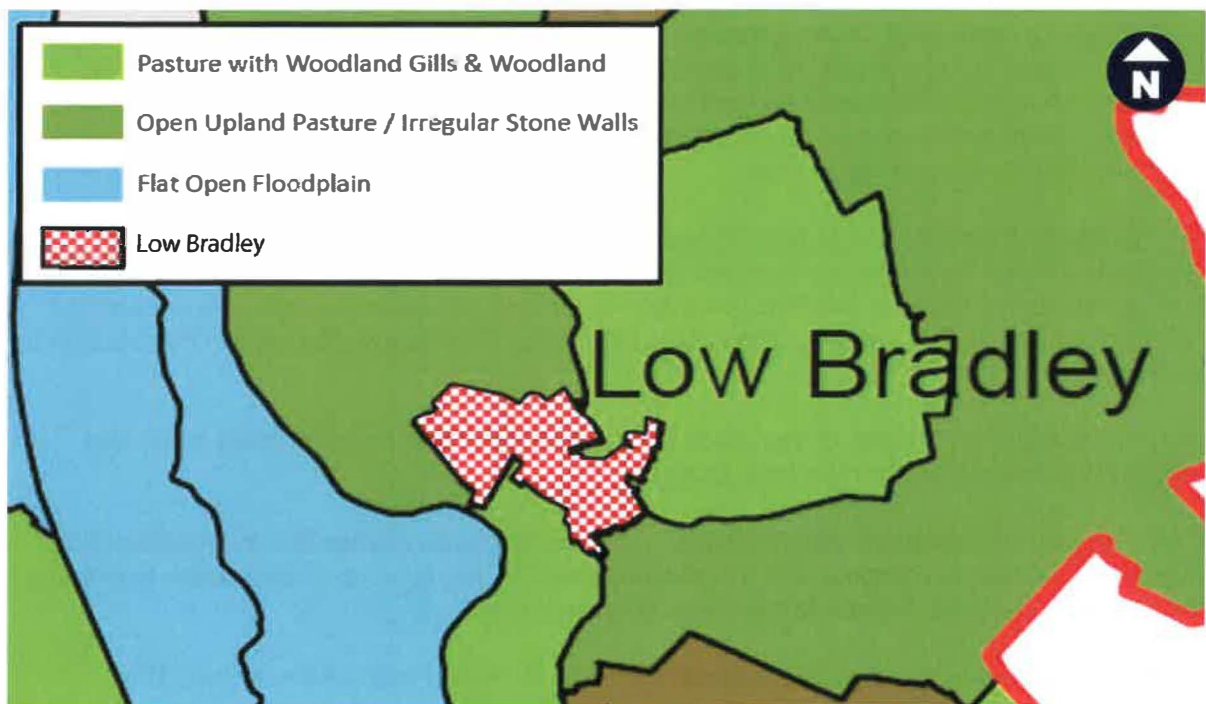 Pasture with Woodland Gills & Woodland
Open Upland Pasture / Irregular Stone Walls
Flat Open Floodplain
Low Bradley
N
Low Bradley